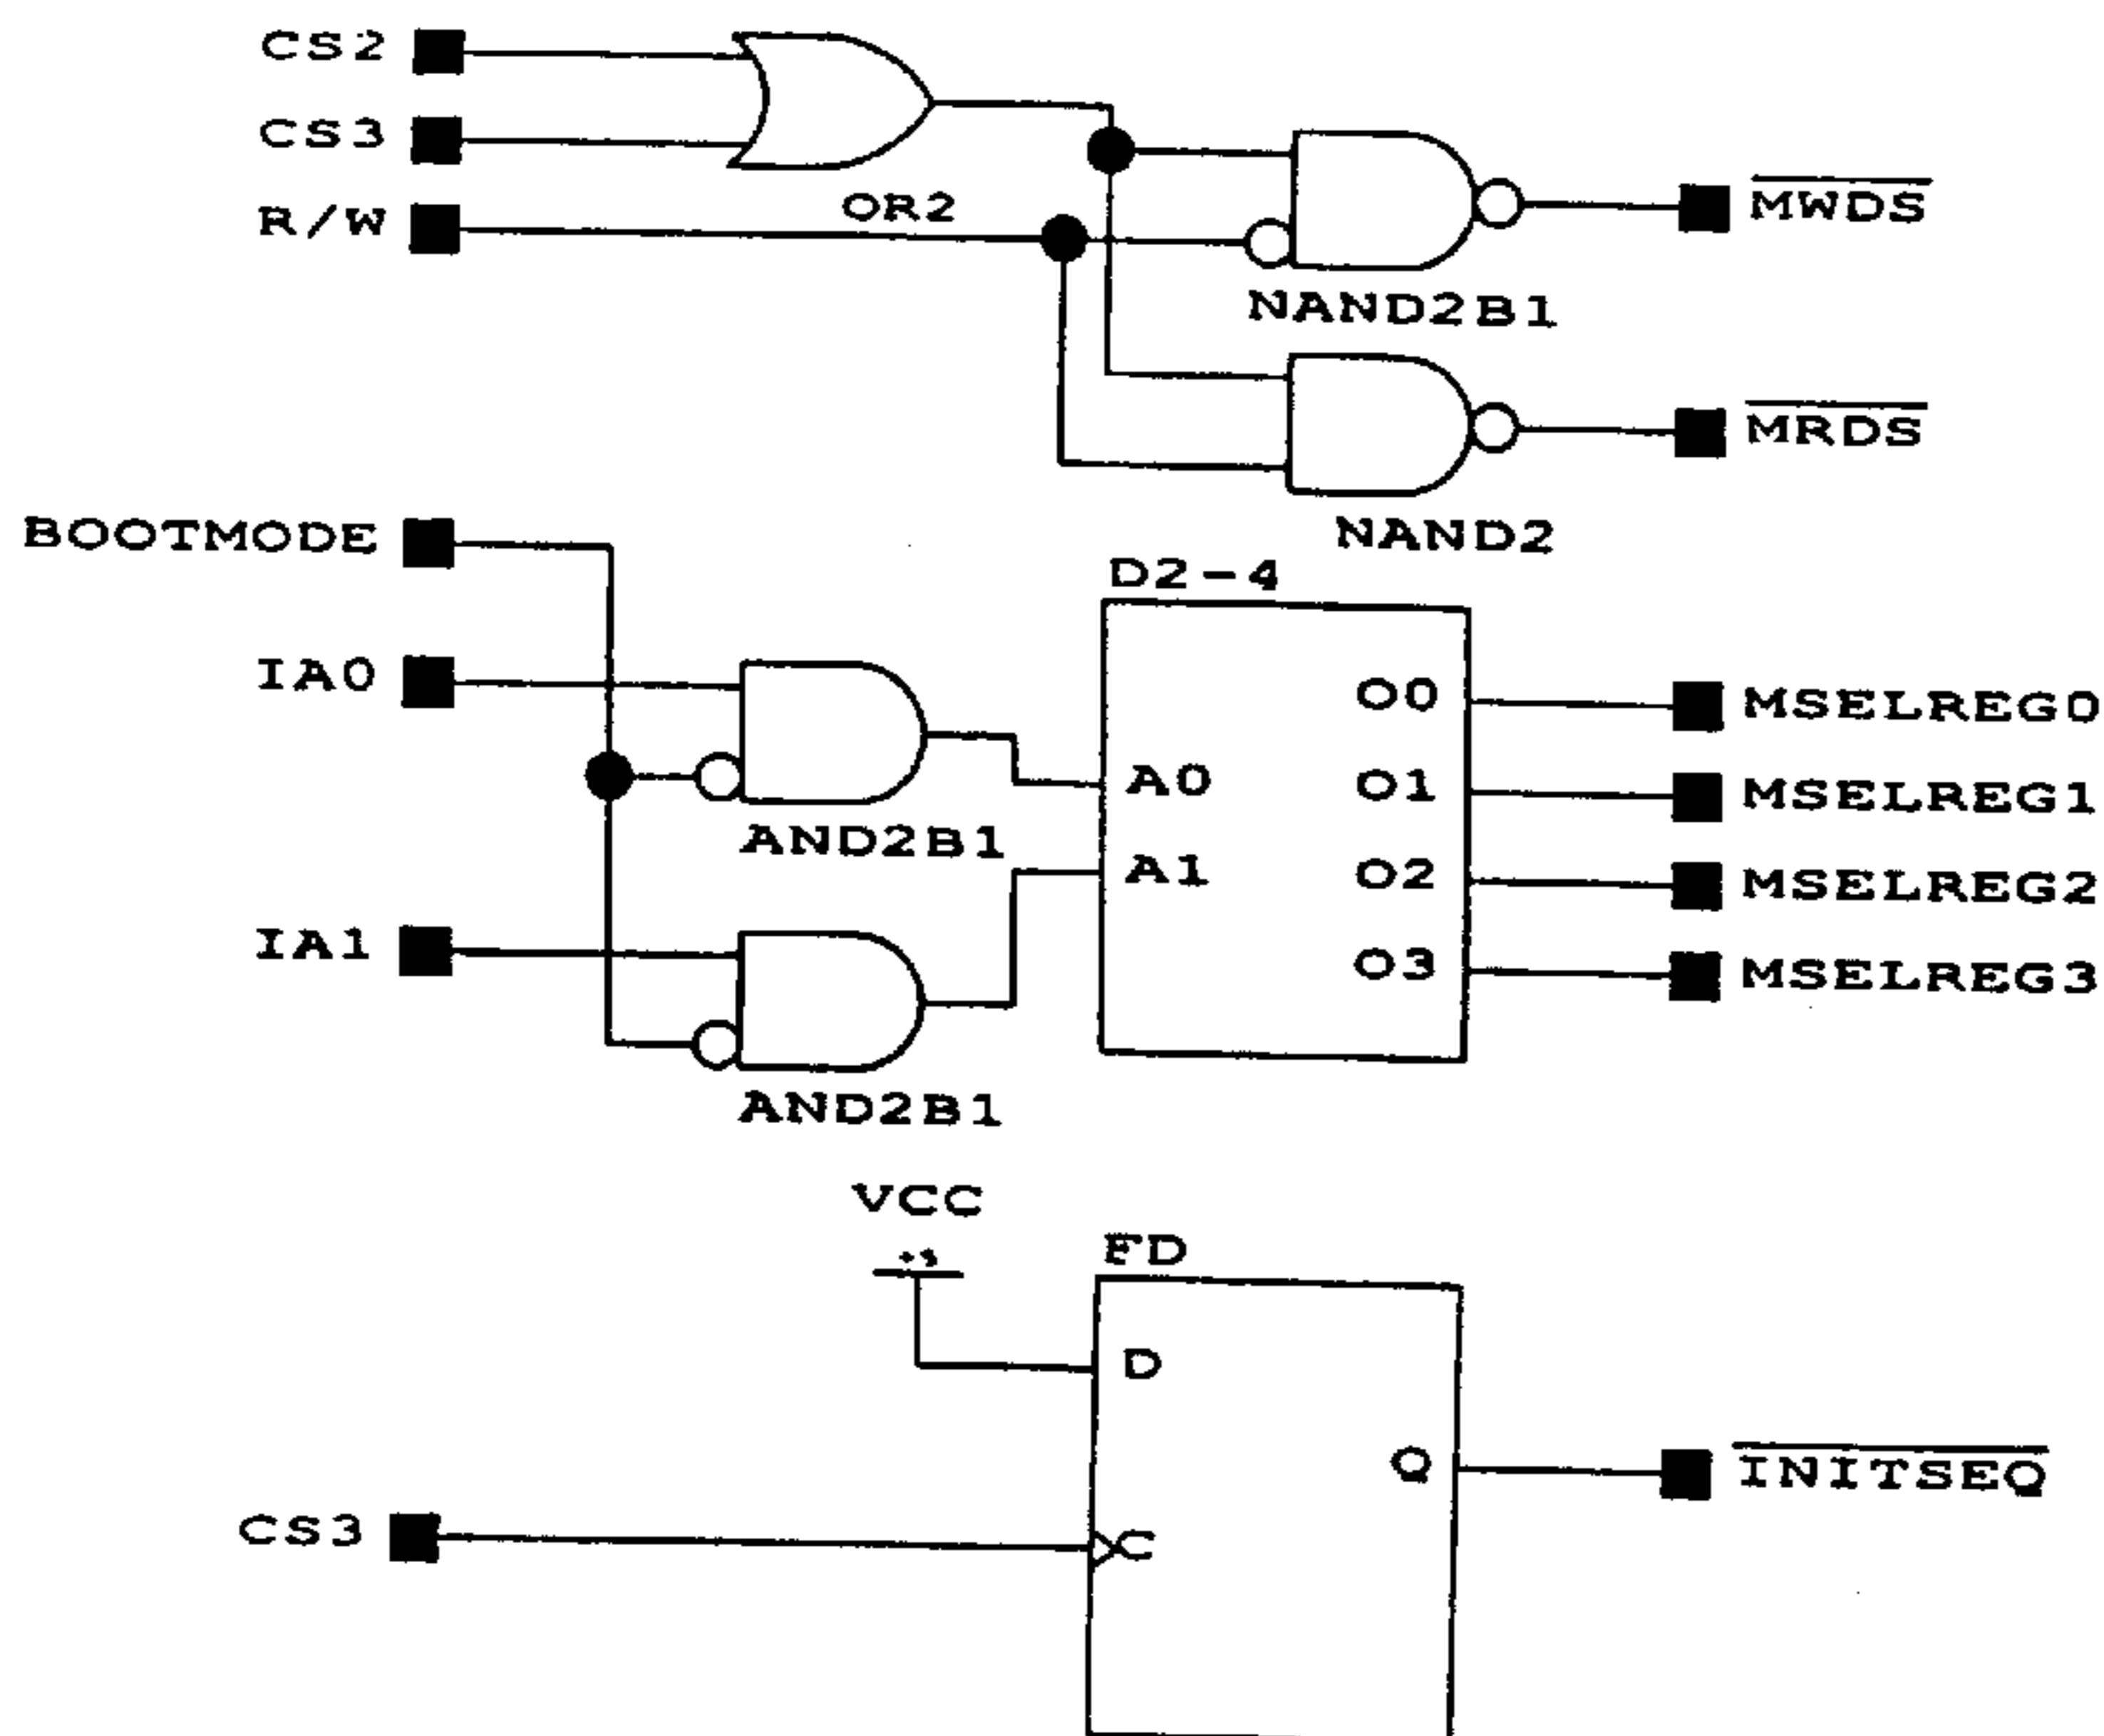 CS2
CS3
R/W
OR2
MWDS
NAND2B1
MRDS
NAND2
BOOTMODE
D2-4
IA0
O0
MSELREG0
A0
O1
MSELREG1
AND2B1
A1
O2
MSELREG2
IA1
O3
MSELREG3
AND2B1
VCC
FD
D
Q
INITSEQ
CS3
C